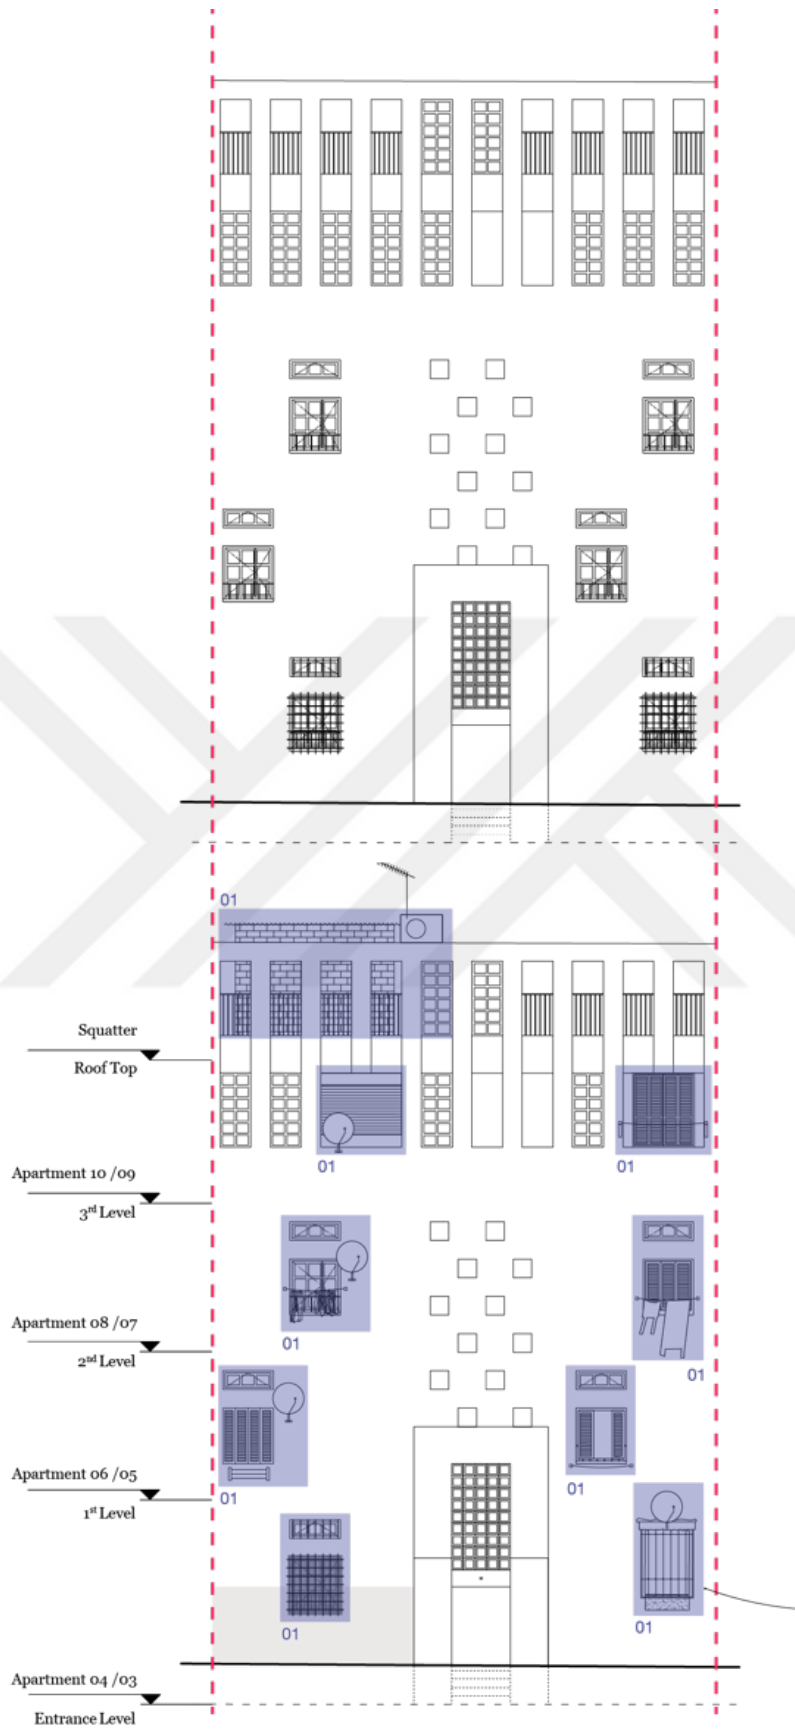 01
Squatter
Roof Top
01
01
Apartment 10 /09
3rd Level
Apartment 08 /07
2nd Level
01
01
Apartment 06 /05
1st Level
01
01
01
01
Apartment 04 /03
Entrance Level